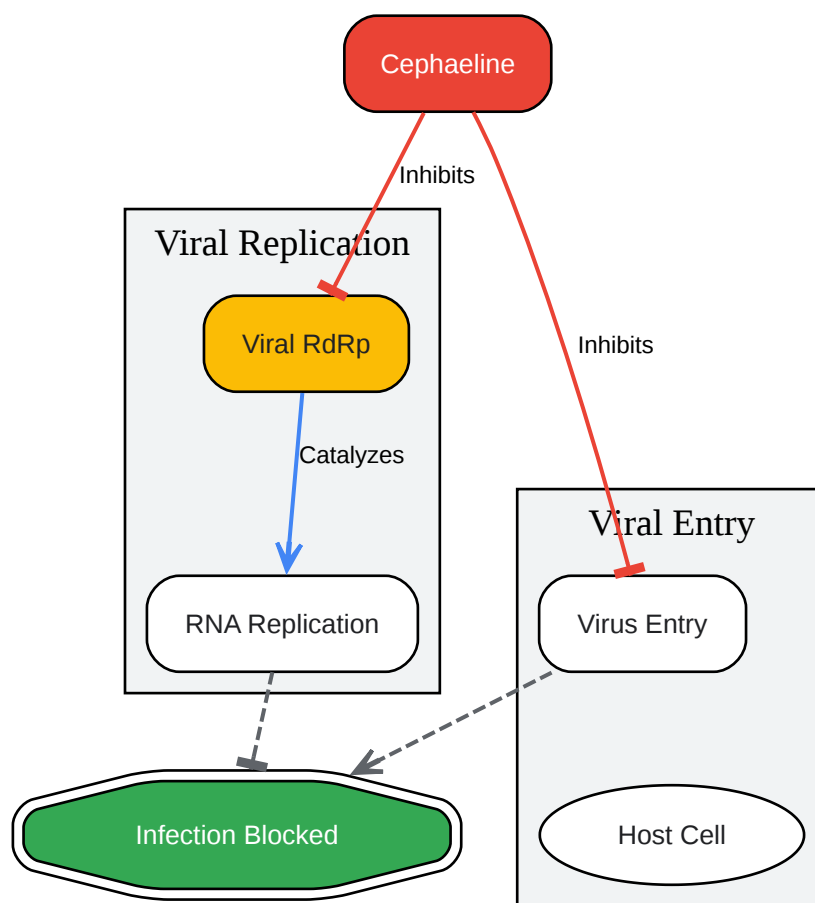 Cephaeline
Inhibits
Viral Replication
Viral RdRp
Inhibits
Catalyzes
Viral Entry
RNA Replication
Virus Entry
Infection Blocked
Host Cell